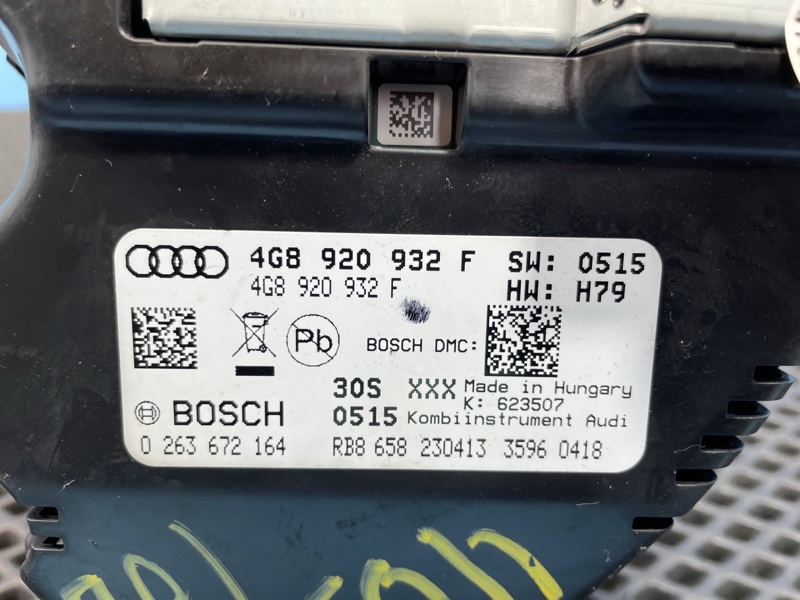 4G8 920 932 F SW: 0515
4G8 920 932 F HW: H79
Pb
BOSCH DMC:
30S XXX Made in Hungary
K: 623507
BOSCH 0515 Kombiinstrument Audi
0 263 672 164 RB8 658 230413 3596 0418